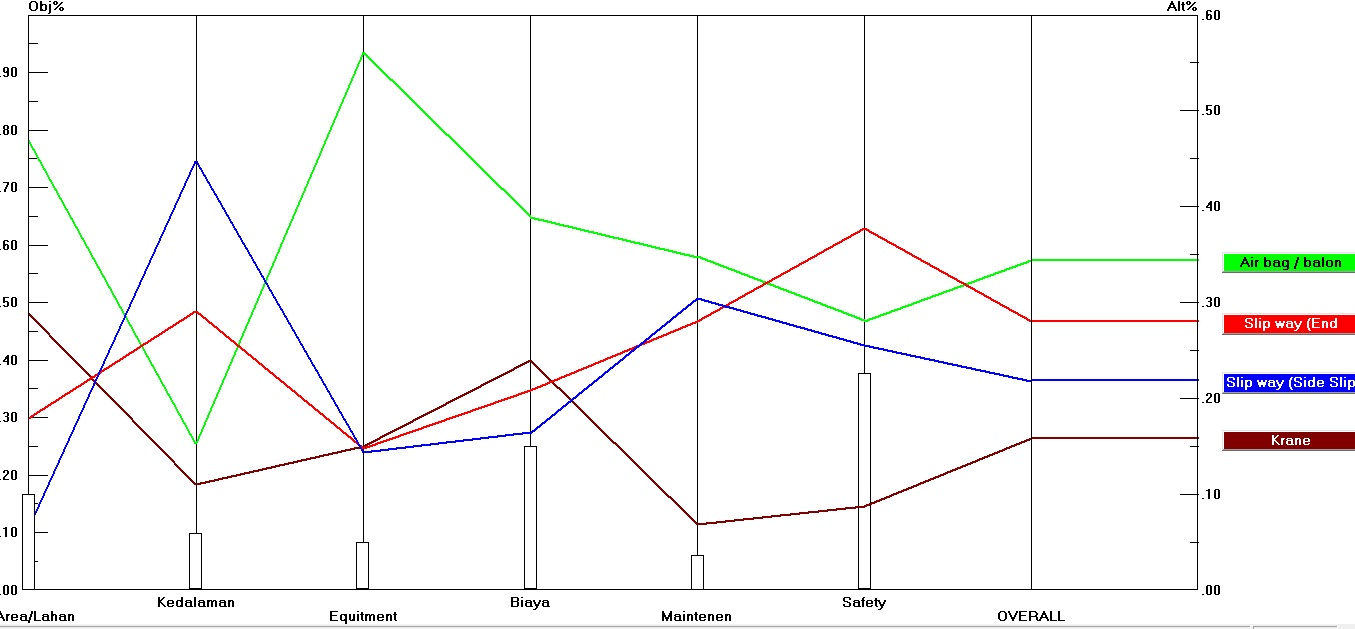 Obj%
Alt%
.60
.90
.50
.80
.70
.40
.60
.50
.30
.40
.20
.30
.20
.10
.10
.00
.00
Air bag / balon
Slip way (End
Slip way (Side Slip
Krane
Kedalaman
Biaya
Safety
Area/Lahan
Equitment
Maintenen
OVERALL